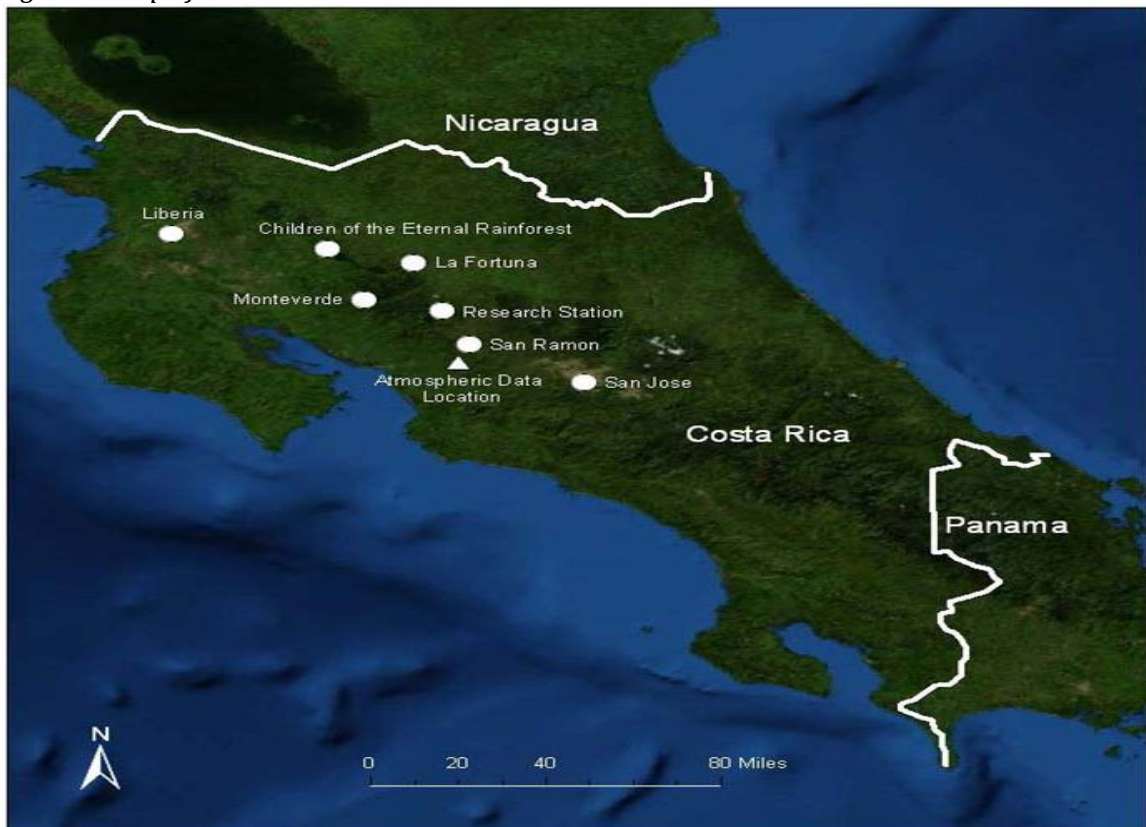 Nicaragua
Liberia
Children of the Eternal Rainforest
La Fortuna
Monteverde
Research Station
San Ramon
Atmospheric Data
Location
San Jose
Costa Rica
Panama
N
0 20 40 80 Miles